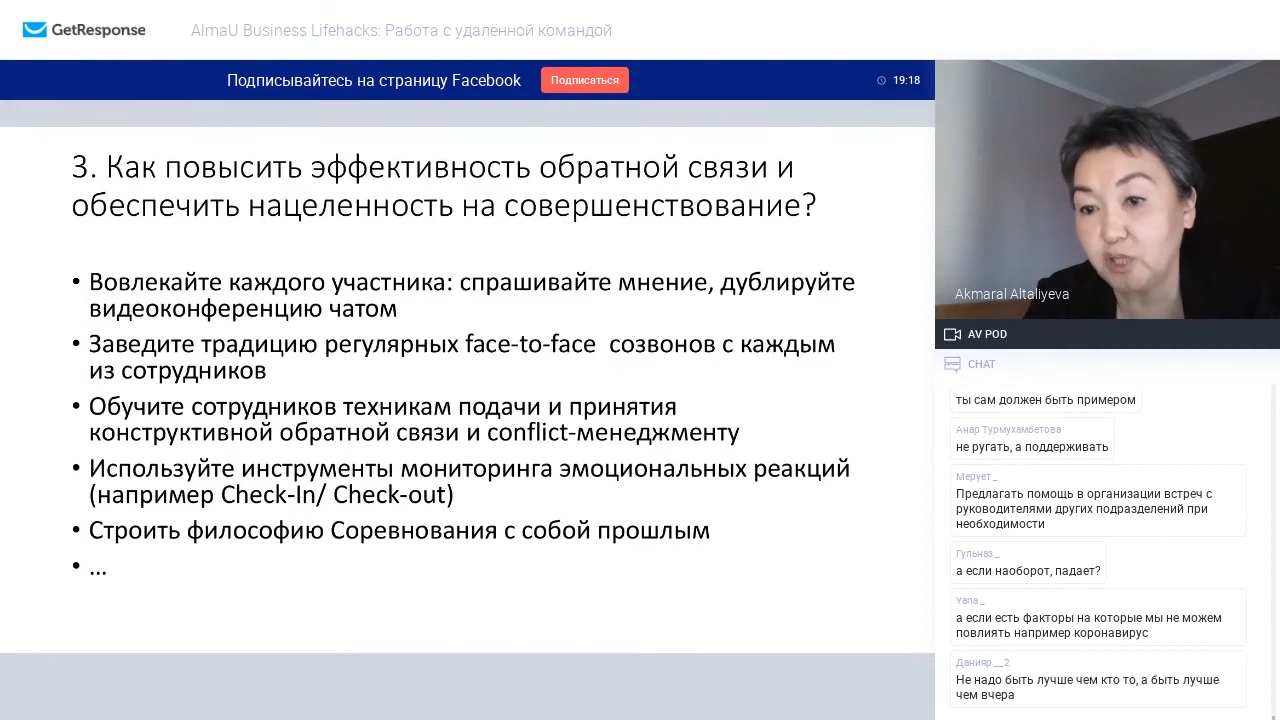 GetResponse
AlmaU Business Lifehacks: Работа с удалённой командой
Подписывайтесь на страницу Facebook
Подписаться
19:18
3. Как повысить эффективность обратной связи и
обеспечить нацеленность на совершенствование?
• Вовлекайте каждого участника: спрашивайте мнение, дублируйте
видеоконференцию чатом
• Заведите традицию регулярных face-to-face созвонов с каждым
из сотрудников
• Обучите сотрудников техникам подачи и принятия
конструктивной обратной связи и conflict-менеджменту
• Используйте инструменты мониторинга эмоциональных реакций
(например Check-In/ Check-out)
• Строить философию Соревнования с собой прошлым
• ...
Akmaral Altaliyeva
AV POD
CHAT
ты сам должен быть примером
Анар Турмухамбетова
не ругать, а поддерживать
Мерует _
Предлагать помощь в организации встреч с
руководителями других подразделений при
необходимости
Гульназ _
а если наоборот, падает?
Yana _
а если есть факторы на которые мы не можем
повлиять например коронавирус
Данияр __2
Не надо быть лучше чем кто то, а быть лучше
чем вчера